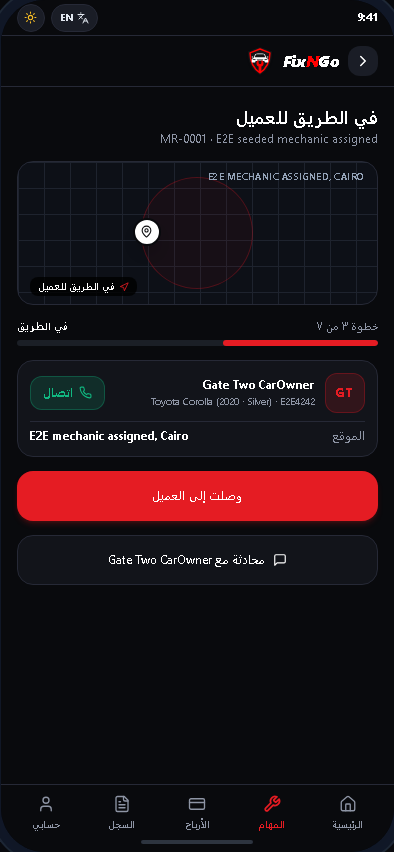 9:41
EN
FixNGo
في الطريق للعميل
MR-0001 · E2E seeded mechanic assigned
E2E MECHANIC ASSIGNED, CAIRO
في الطريق للعميل
خطوة ٣ من ٧
في الطريق
GT
Gate Two CarOwner
Toyota Corolla (2020 · Silver) · E2E4242
اتصال
الموقع
E2E mechanic assigned, Cairo
وصلت إلى العميل
محادثة مع Gate Two CarOwner
الرئيسية
المهام
الأرباح
السجل
حسابي